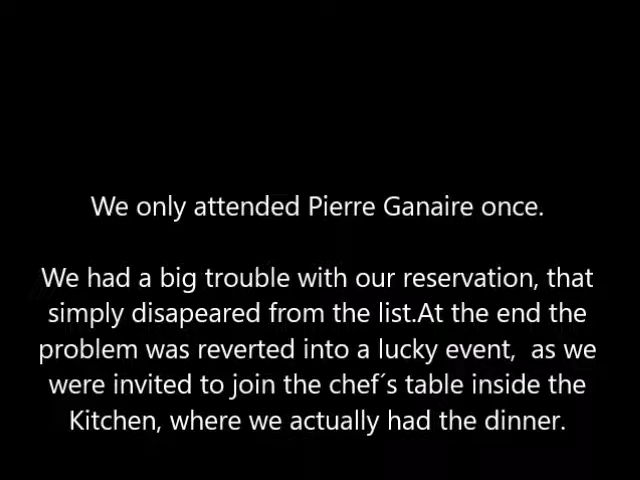 We only attended Pierre Ganaire once.
We had a big trouble with our reservation, that
simply disapeared from the list.At the end the
problem was reverted into a lucky event,  as we
were invited to join the chef´s table inside the
Kitchen, where we actually had the dinner.